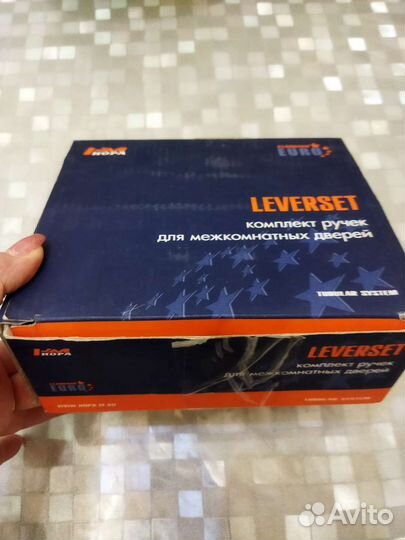 НОРА
EURO
LEVERSET
комплект ручек
для межкомнатных дверей
TUBULAR SYSTEM
НОРА
LEVERSET
EURO
комплект ручек
для межкомнатных дверей
TUBULAR SYSTEM
Avito